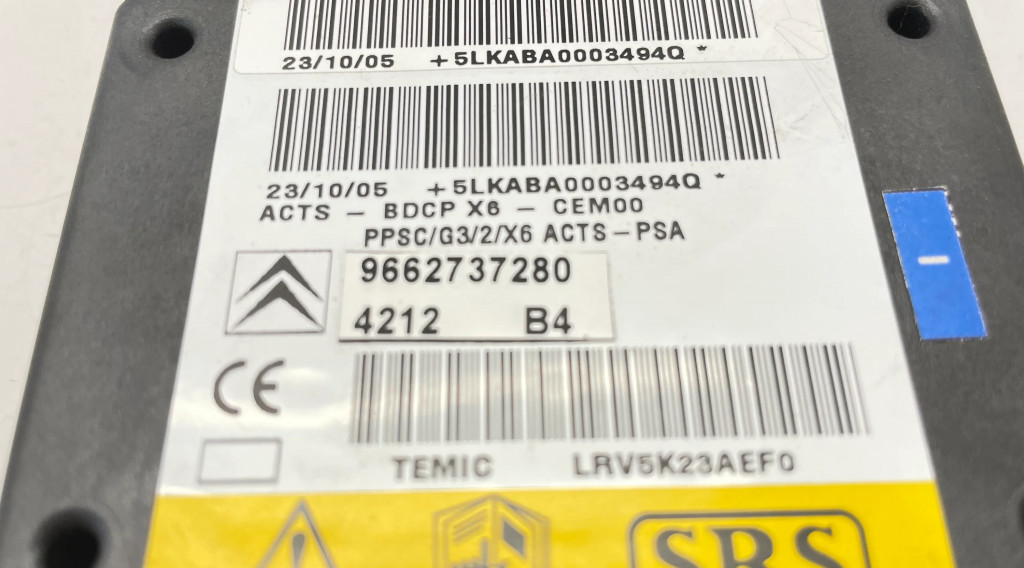 23/10/05 +5LKABA0003494Q *
23/10/05 +5LKABA0003494Q *
ACTS - BDCP X6 - CEM00
PPSC/G3/2/X6 ACTS-PSA
9662737280
4212 B4
CE
TEMIC LRV5K23AEF0
SRS